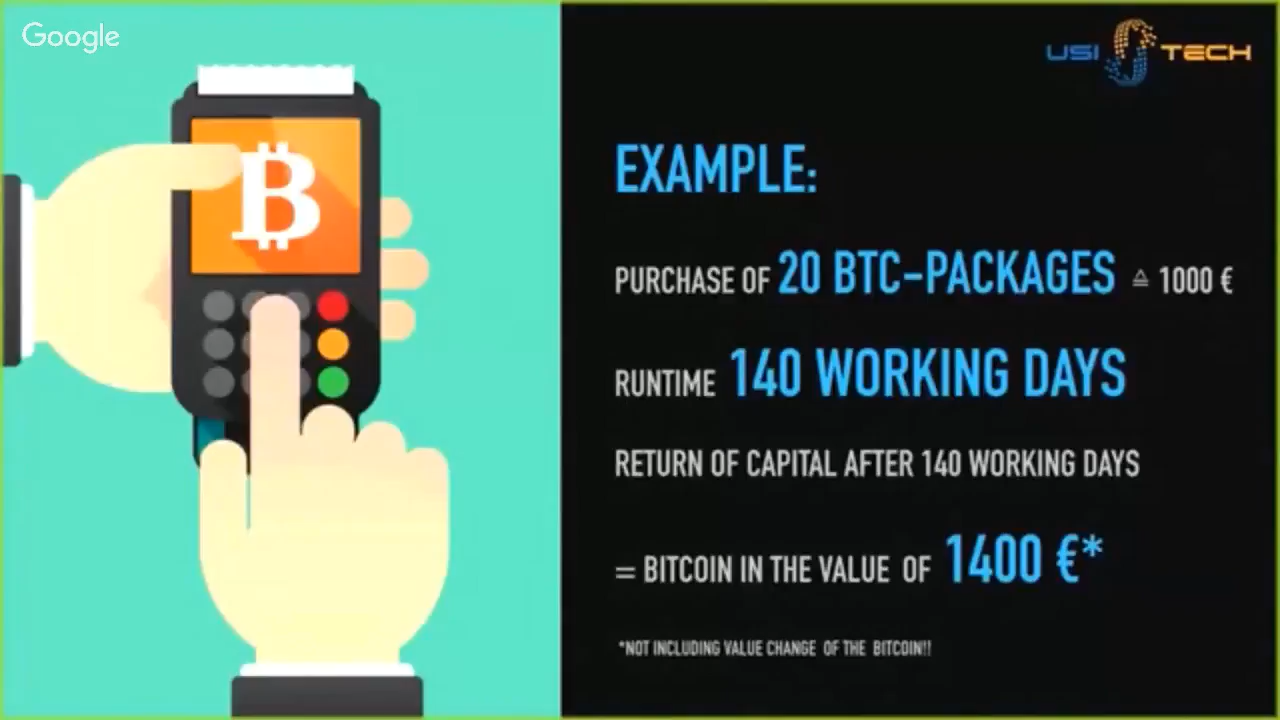 Google
USI TECH
EXAMPLE:
PURCHASE OF 20 BTC-PACKAGES ≙ 1000 €
RUNTIME 140 WORKING DAYS
RETURN OF CAPITAL AFTER 140 WORKING DAYS
= BITCOIN IN THE VALUE OF 1400 €*
*NOT INCLUDING VALUE CHANGE OF THE BITCOIN!!